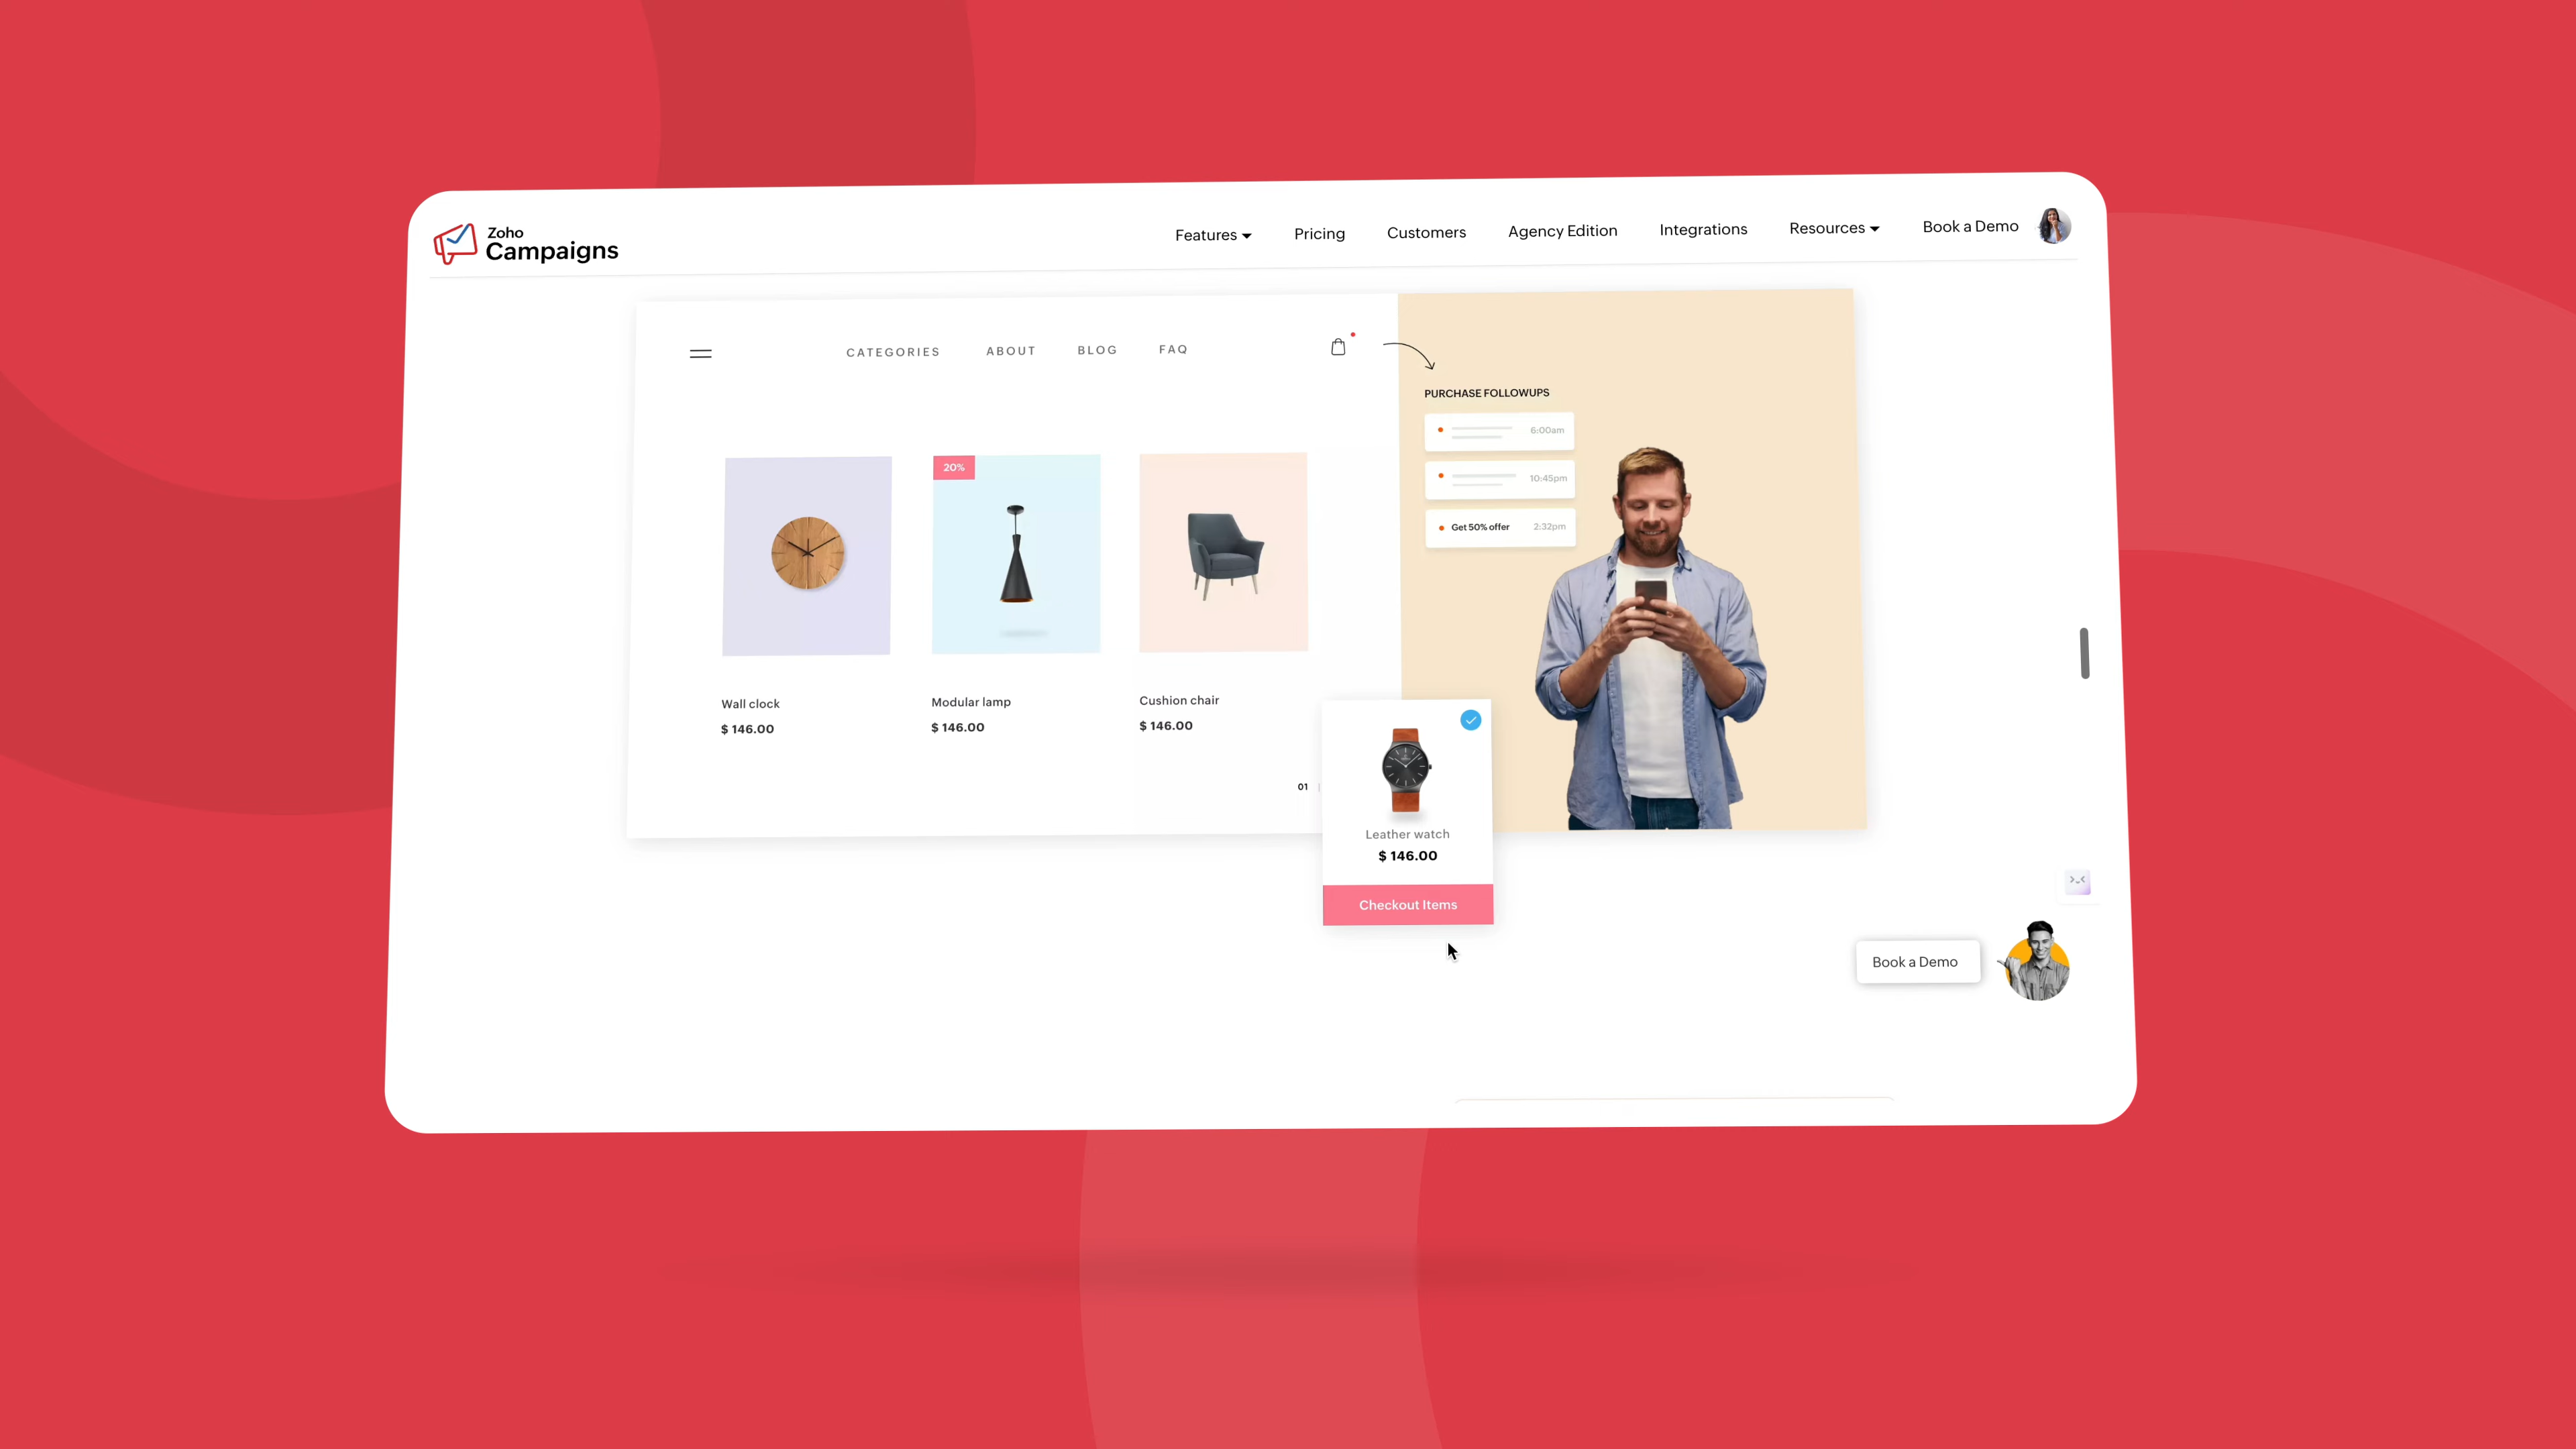 Zoho
Campaigns
Features
Pricing
Customers
Agency Edition
Integrations
Resources
Book a Demo
CATEGORIES
ABOUT
BLOG
FAQ
PURCHASE FOLLOWUPS
6:00am
10:45pm
Get 50% offer 2:32pm
20%
Wall clock
$ 146.00
Modular lamp
$ 146.00
Cushion chair
$ 146.00
01
Leather watch
$ 146.00
Checkout Items
Book a Demo